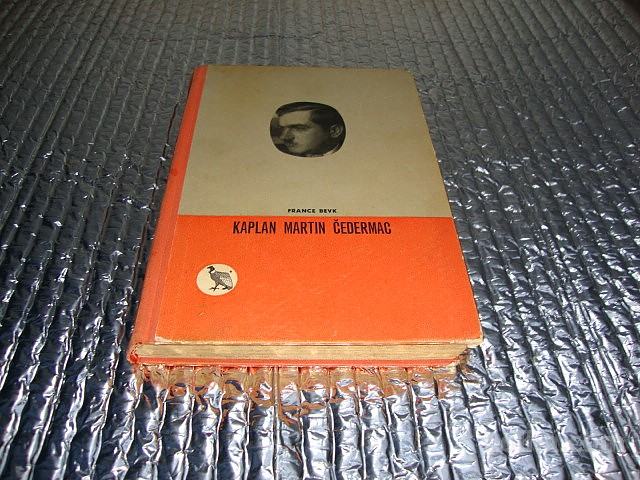 FRANCE BEVK
KAPLAN MARTIN ČEDERMAC